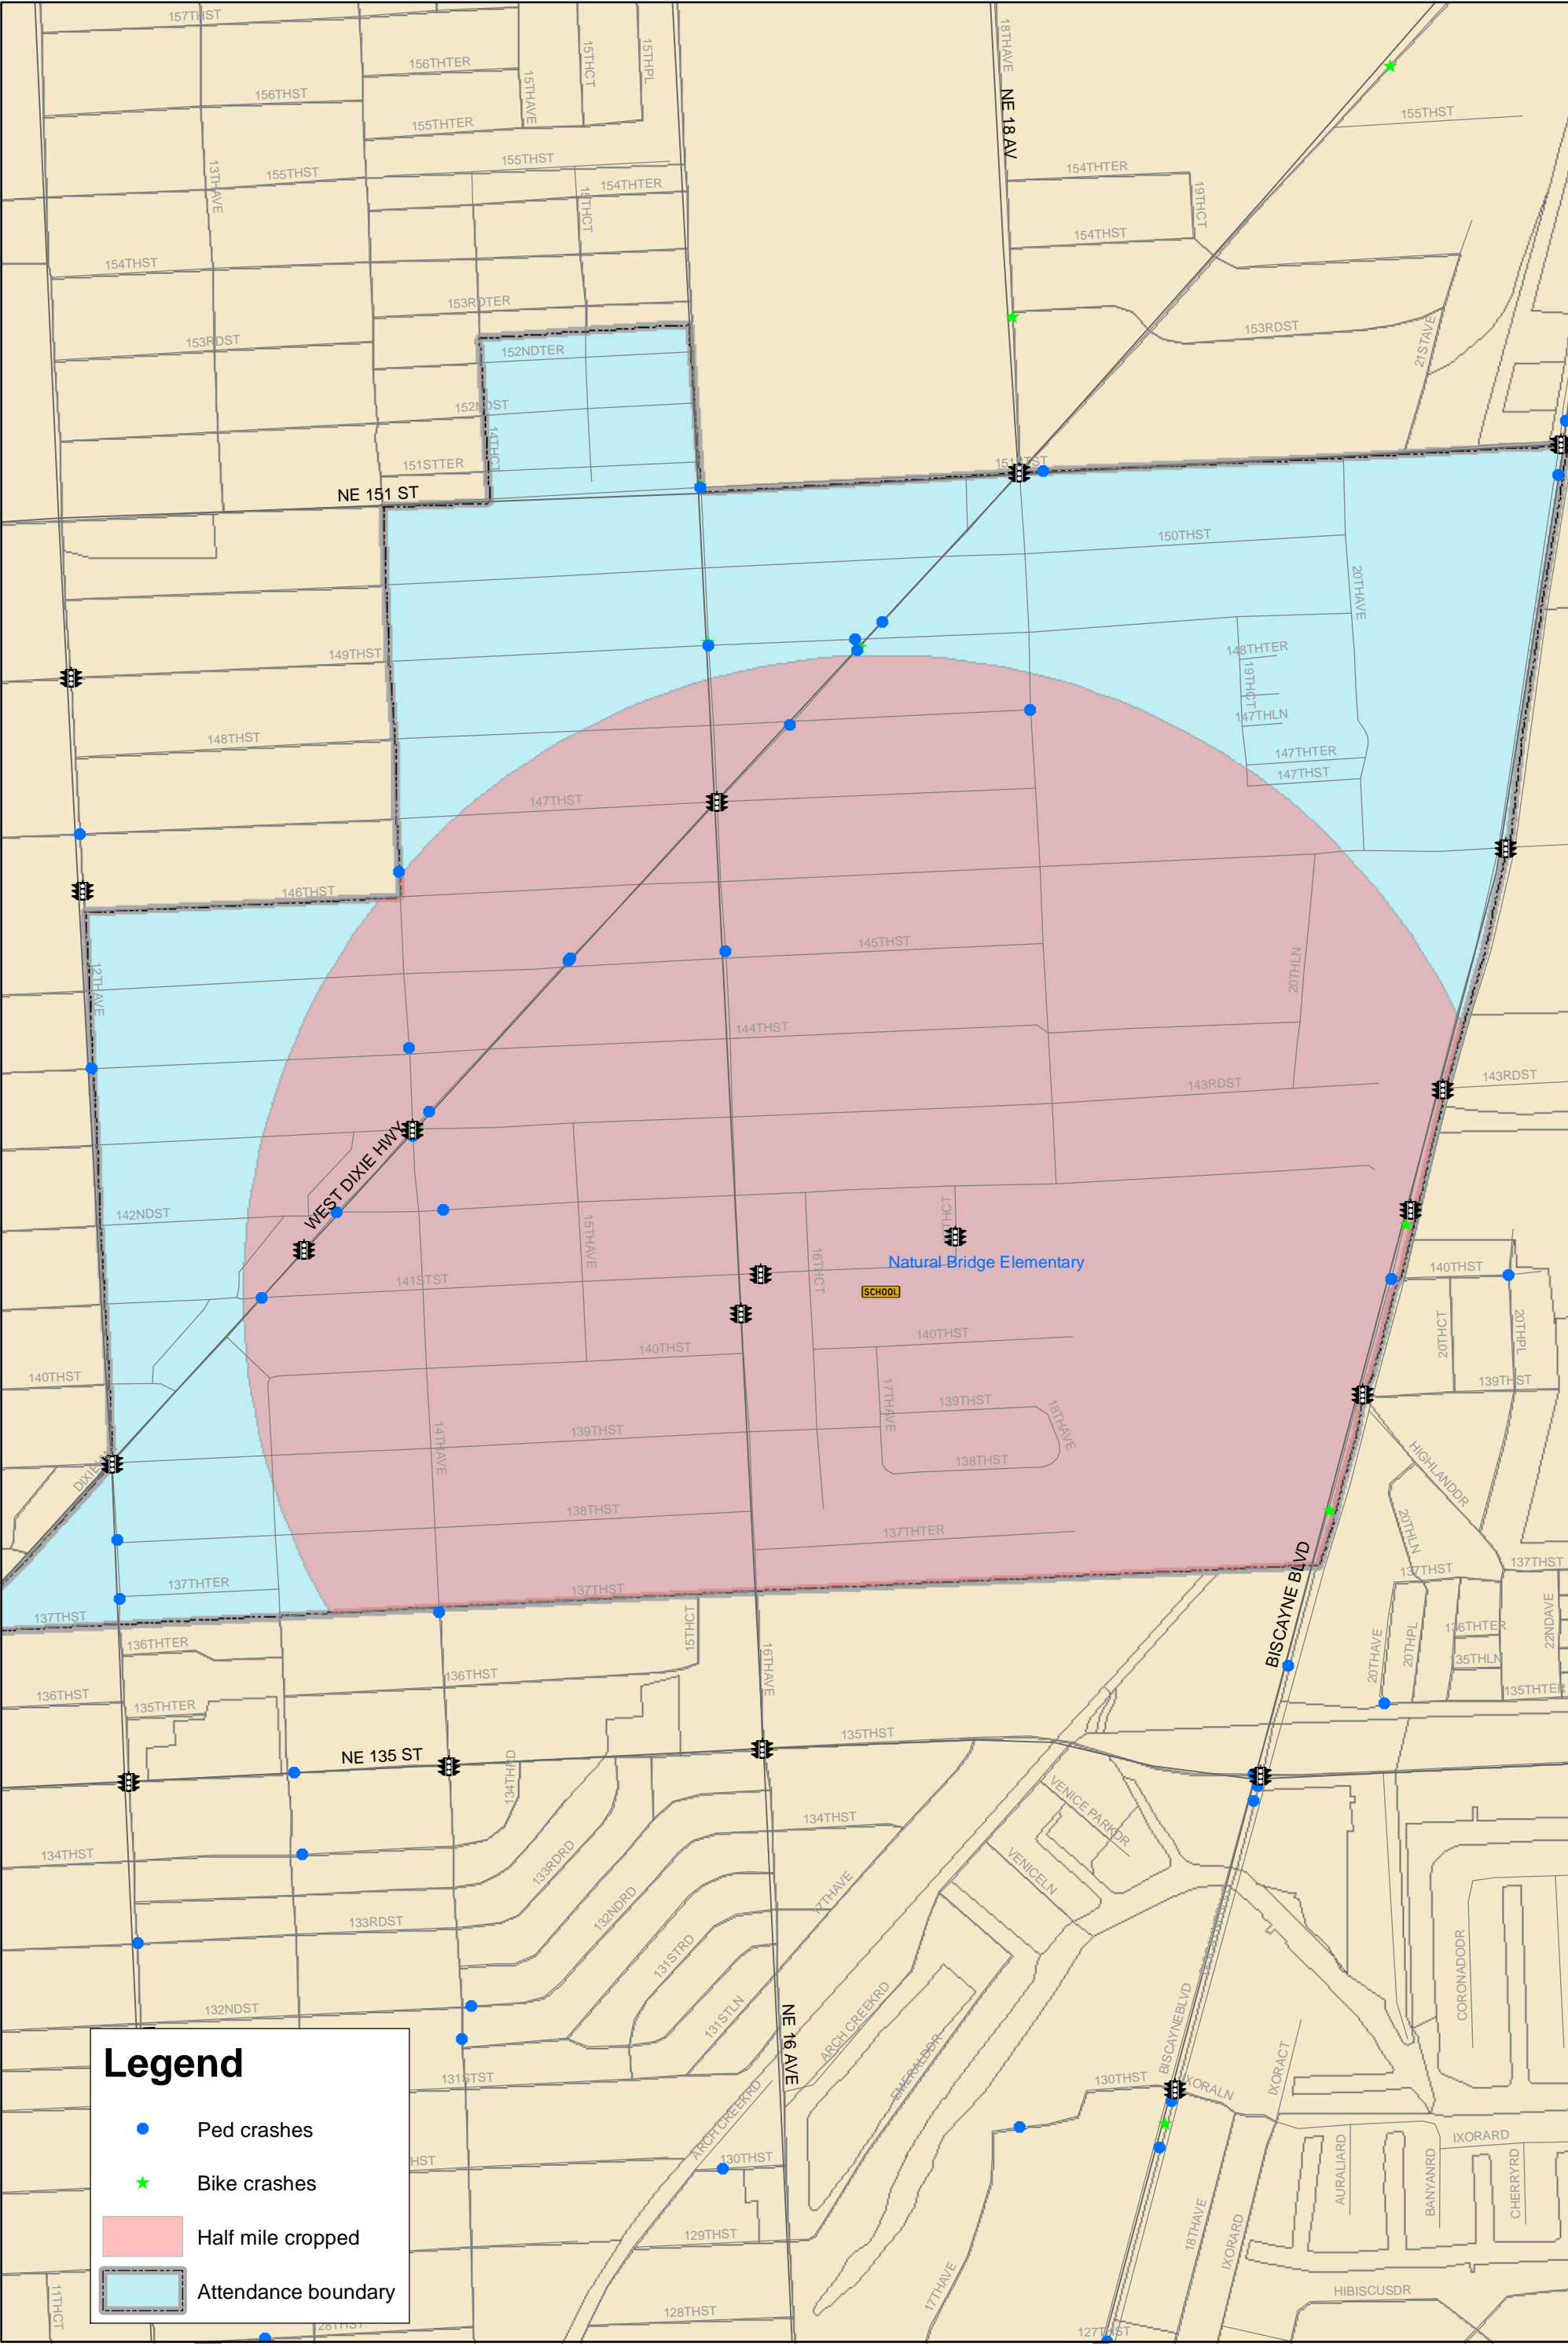 157THST
15THCT
15THPL
18THAVE
156THTER
15THAVE
156THST
NE 18 AV
155THTER
155THST
155THST
155THST
13THAVE
154THTER
154THTER
15THCT
19THCT
154THST
154THST
153RDTER
153RDST
153RDST
21STAVE
152NDTER
152NDST
14THCT
151STTER
NE 151 ST
150THST
20THAVE
149THST
148THTER
19THCT
147THLN
148THST
147THTER
147THST
147THST
146THST
145THST
12THAVE
20THLN
144THST
143RDST
143RDST
WEST DIXIE HWY
142NDST
15THAVE
16THCT
Natural Bridge Elementary
SCHOOL
141STST
140THST
20THCT
20THPL
140THST
140THST
140THST
139THST
17THAVE
139THST
18THAVE
139THST
14THAVE
138THST
HIGHLANDDR
138THST
20THLN
137THTER
BISCAYNE BLVD
137THST
137THST
137THTER
137THST
137THST
15THCT
22NDAVE
136THTER
136THTER
20THAVE
20THPL
16THAVE
135THLN
136THST
136THST
135THTER
135THTER
135THST
NE 135 ST
134THRD
VENICE PARKDR
134THST
134THST
133RDRD
VENICELN
17THAVE
132NDRD
133RDST
131STRD
CORONADODR
132NDST
131STLN
NE 16 AVE
ARCH CREEKRD
EMERALDDR
BISCAYNEBLVD
IXORACT
131STST
130THST
IXORALN
ARCH CREEKRD
130THST
IXORARD
AURALIARD
BANYANRD
CHERRYRD
129THST
18THAVE
IXORARD
17THAVE
11THCT
128THST
HIBISCUSDR
127THST
Legend
Ped crashes
Bike crashes
Half mile cropped
Attendance boundary